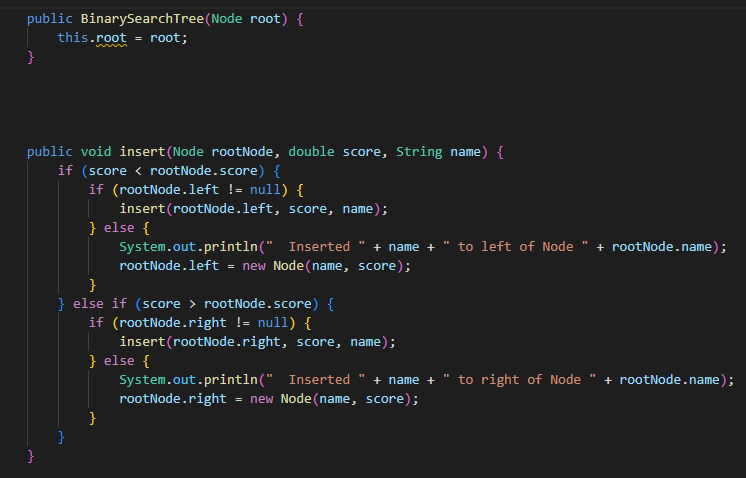 public BinarySearchTree(Node root) {
    this.root = root;
}
public void insert(Node rootNode, double score, String name) {
    if (score < rootNode.score) {
        if (rootNode.left != null) {
            insert(rootNode.left, score, name);
        } else {
            System.out.println("  Inserted " + name + " to left of Node " + rootNode.name);
            rootNode.left = new Node(name, score);
        }
    } else if (score > rootNode.score) {
        if (rootNode.right != null) {
            insert(rootNode.right, score, name);
        } else {
            System.out.println("  Inserted " + name + " to right of Node " + rootNode.name);
            rootNode.right = new Node(name, score);
        }
    }
}